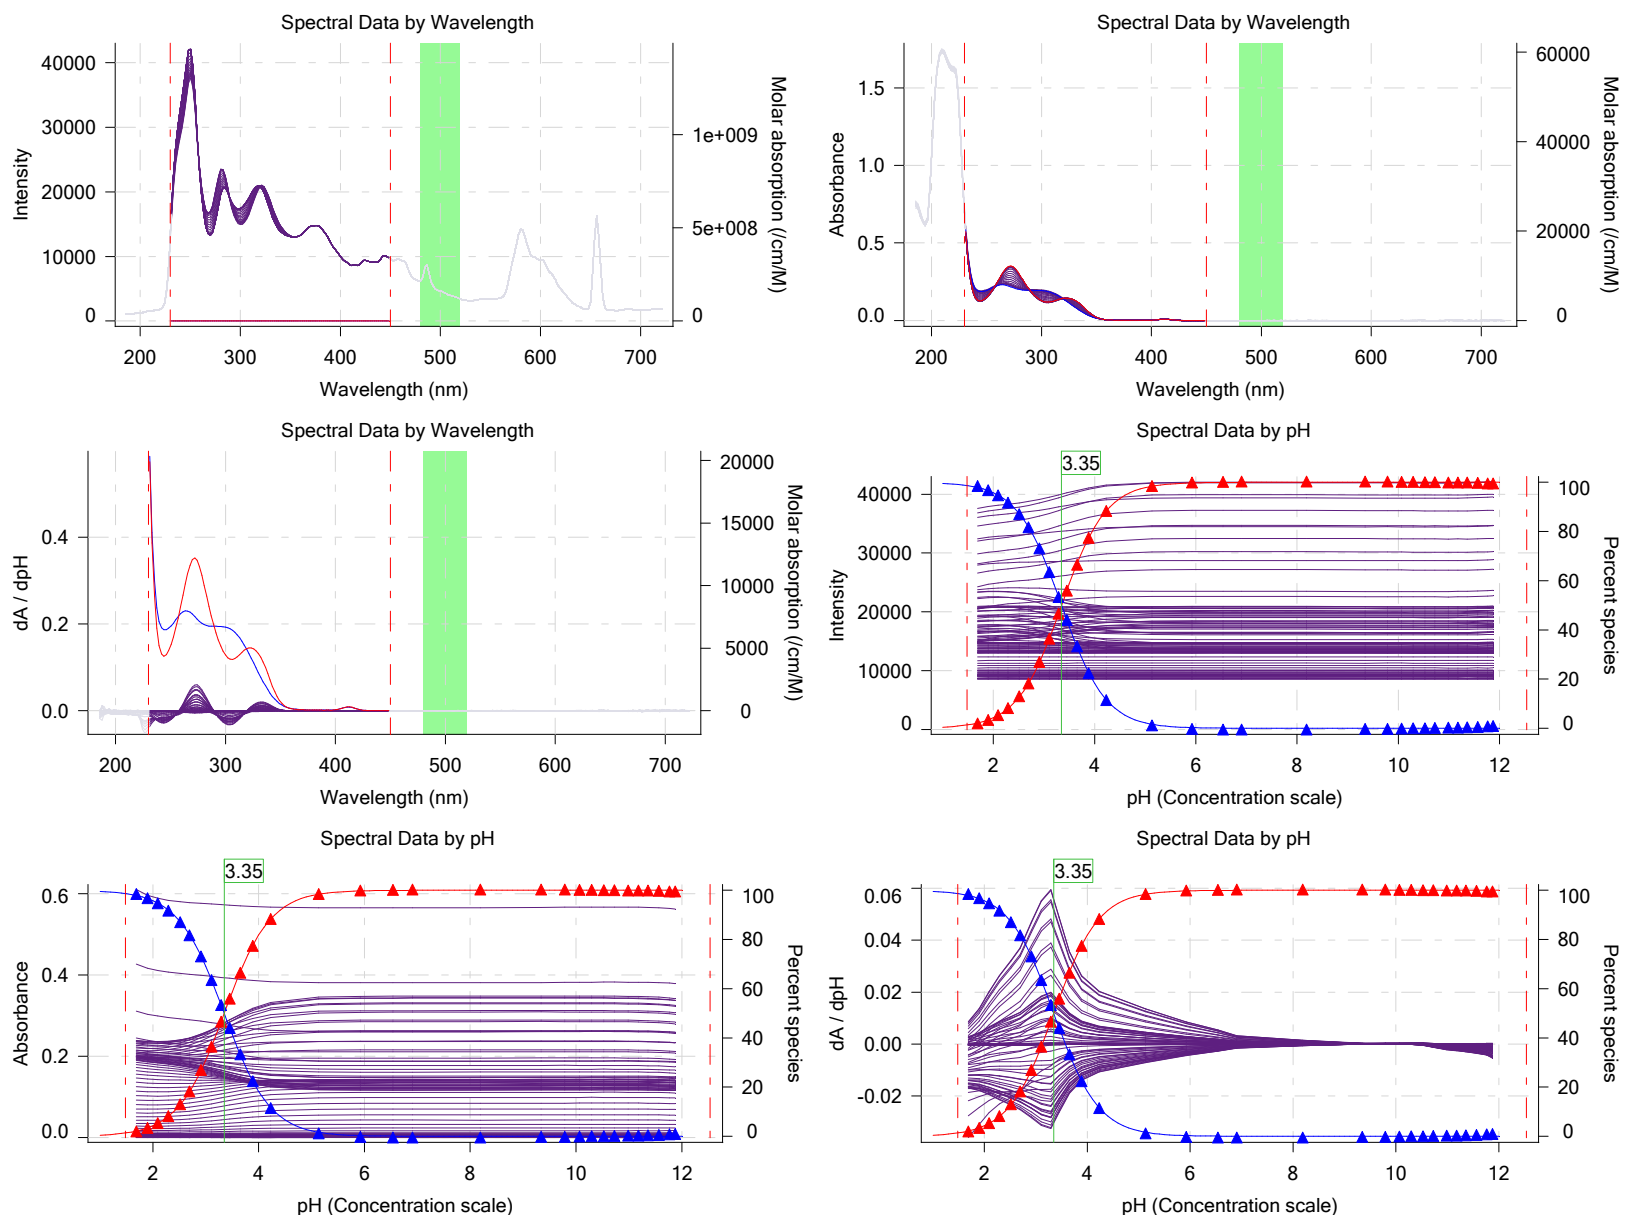 Spectral Data by Wavelength
Intensity
40000
30000
20000
10000
0
1e+009
5e+008
0
Molar absorption (/cm/M)
200 300 400 500 600 700
Wavelength (nm)
Spectral Data by Wavelength
Absorbance
1.5
1.0
0.5
0.0
60000
40000
20000
0
Molar absorption (/cm/M)
200 300 400 500 600 700
Wavelength (nm)
Spectral Data by Wavelength
dA / dpH
0.4
0.2
0.0
20000
15000
10000
5000
0
Molar absorption (/cm/M)
200 300 400 500 600 700
Wavelength (nm)
Spectral Data by pH
3.35
Intensity
40000
30000
20000
10000
0
100
80
60
40
20
0
Percent species
2 4 6 8 10 12
pH (Concentration scale)
Spectral Data by pH
3.35
Absorbance
0.6
0.4
0.2
0.0
100
80
60
40
20
0
Percent species
2 4 6 8 10 12
pH (Concentration scale)
Spectral Data by pH
3.35
dA / dpH
0.06
0.04
0.02
0.00
-0.02
100
80
60
40
20
0
Percent species
2 4 6 8 10 12
pH (Concentration scale)